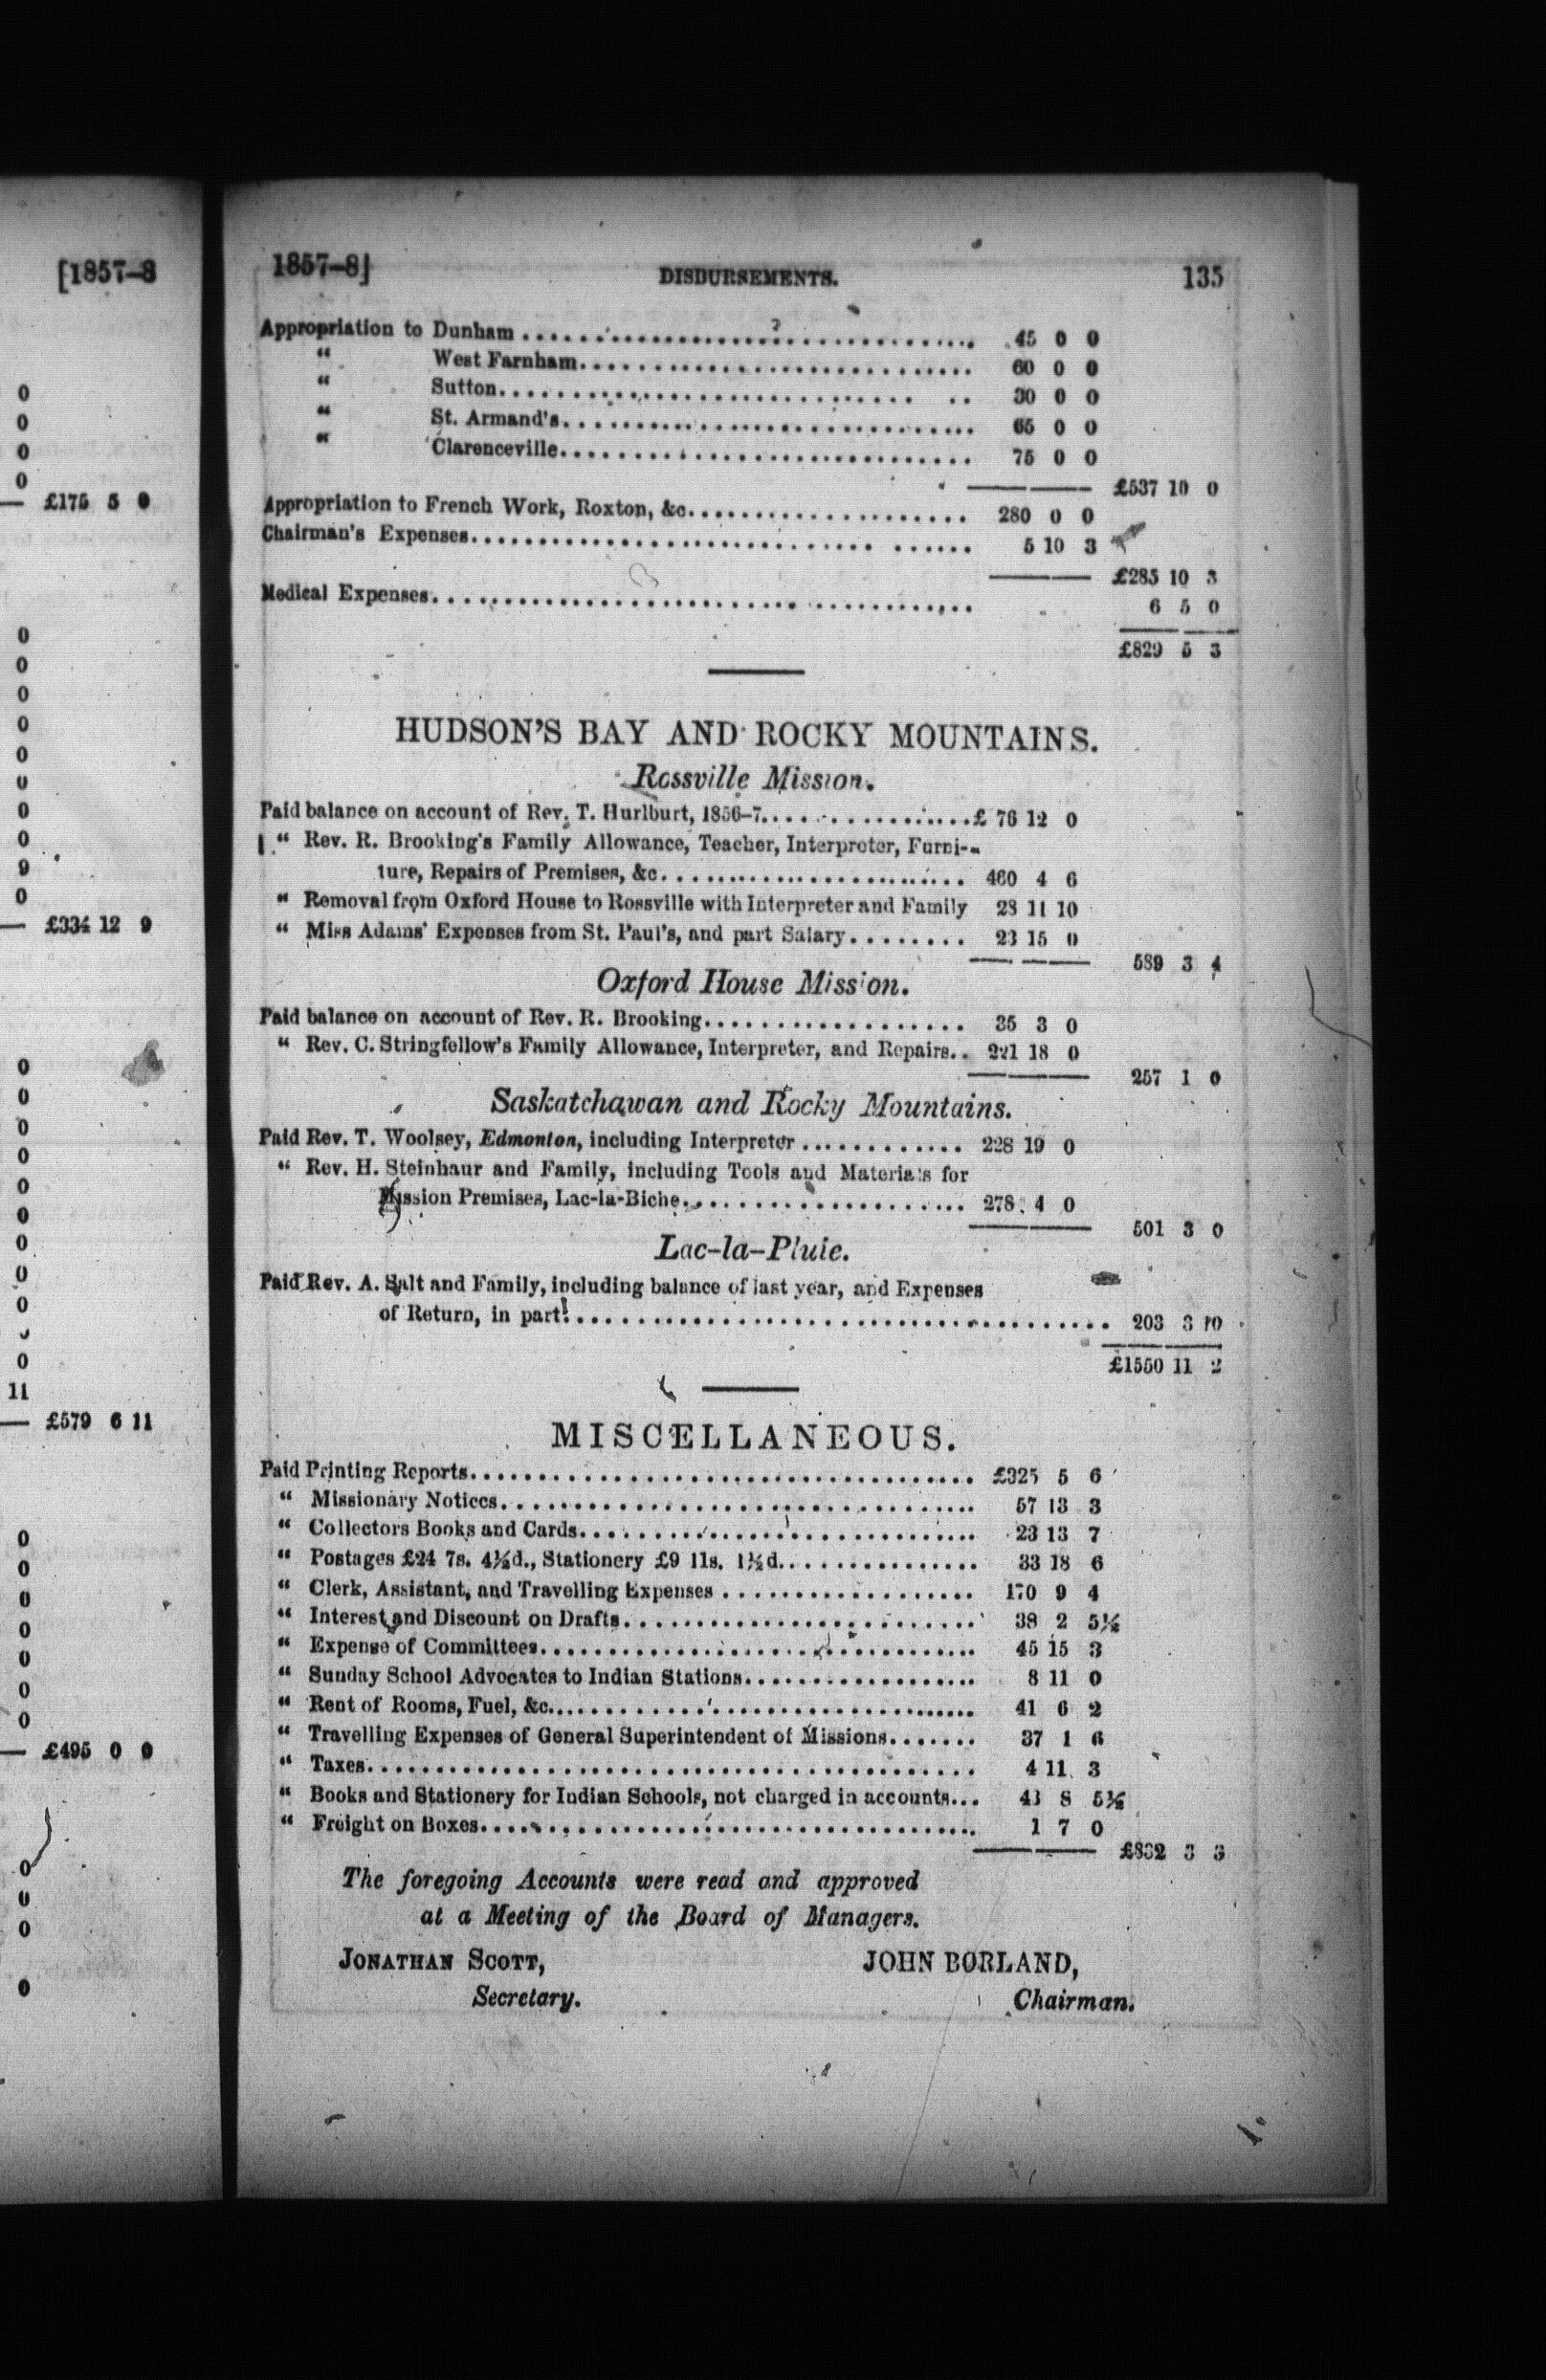 [1857-8
0
0
0
0
— £175 5 0
0
0
0
0
0
0
0
0
9
0
— £334 12 9
0
0
0
0
0
0
0
0
0
0
11
— £579 6 11
0
0
0
0
0
0
0
— £495 0 0
0
0
0
0
1857-8] DISBURSEMENTS. 135
Appropriation to Dunham 45 0 0
“ West Farnham 60 0 0
“ Sutton 30 0 0
“ St. Armand's 65 0 0
“ Clarenceville 75 0 0
£537 10 0
Appropriation to French Work, Roxton, &c. 280 0 0
Chairman's Expenses 5 10 3
£285 10 3
Medical Expenses 6 5 0
£829 5 3
HUDSON'S BAY AND ROCKY MOUNTAINS.
Rossville Mission.
Paid balance on account of Rev. T. Hurlburt, 1856-7 £ 76 12 0
“ Rev. R. Brooking's Family Allowance, Teacher, Interpreter, Furni-
ture, Repairs of Premises, &c. 460 4 6
“ Removal from Oxford House to Rossville with Interpreter and Family 28 11 10
“ Miss Adams' Expenses from St. Paul's, and part Salary 23 15 0
589 3 4
Oxford House Mission.
Paid balance on account of Rev. R. Brooking 35 3 0
“ Rev. C. Stringfellow's Family Allowance, Interpreter, and Repairs 221 18 0
257 1 0
Saskatchawan and Rocky Mountains.
Paid Rev. T. Woolsey, Edmonton, including Interpreter 228 19 0
“ Rev. H. Steinhaur and Family, including Tools and Materials for
Mission Premises, Lac-la-Biche 278 4 0
501 3 0
Lac-la-Pluie.
Paid Rev. A. Salt and Family, including balance of last year, and Expenses
of Return, in part 203 3 10
£1550 11 2
MISCELLANEOUS.
Paid Printing Reports £325 5 6
“ Missionary Notices 57 13 3
“ Collectors Books and Cards 23 13 7
“ Postages £24 7s. 4½d., Stationery £9 11s. 1½d. 33 18 6
“ Clerk, Assistant, and Travelling Expenses 170 9 4
“ Interest and Discount on Drafts 38 2 5½
“ Expense of Committees 45 15 3
“ Sunday School Advocates to Indian Stations 8 11 0
“ Rent of Rooms, Fuel, &c. 41 6 2
“ Travelling Expenses of General Superintendent of Missions 37 1 6
“ Taxes 4 11 3
“ Books and Stationery for Indian Schools, not charged in accounts... 8 5½
“ Freight on Boxes 1 7 0
3 3
The foregoing Accounts were read and approved
at a Meeting of the Board of Managers.
JONATHAN SCOTT, JOHN BORLAND,
Secretary. Chairman.